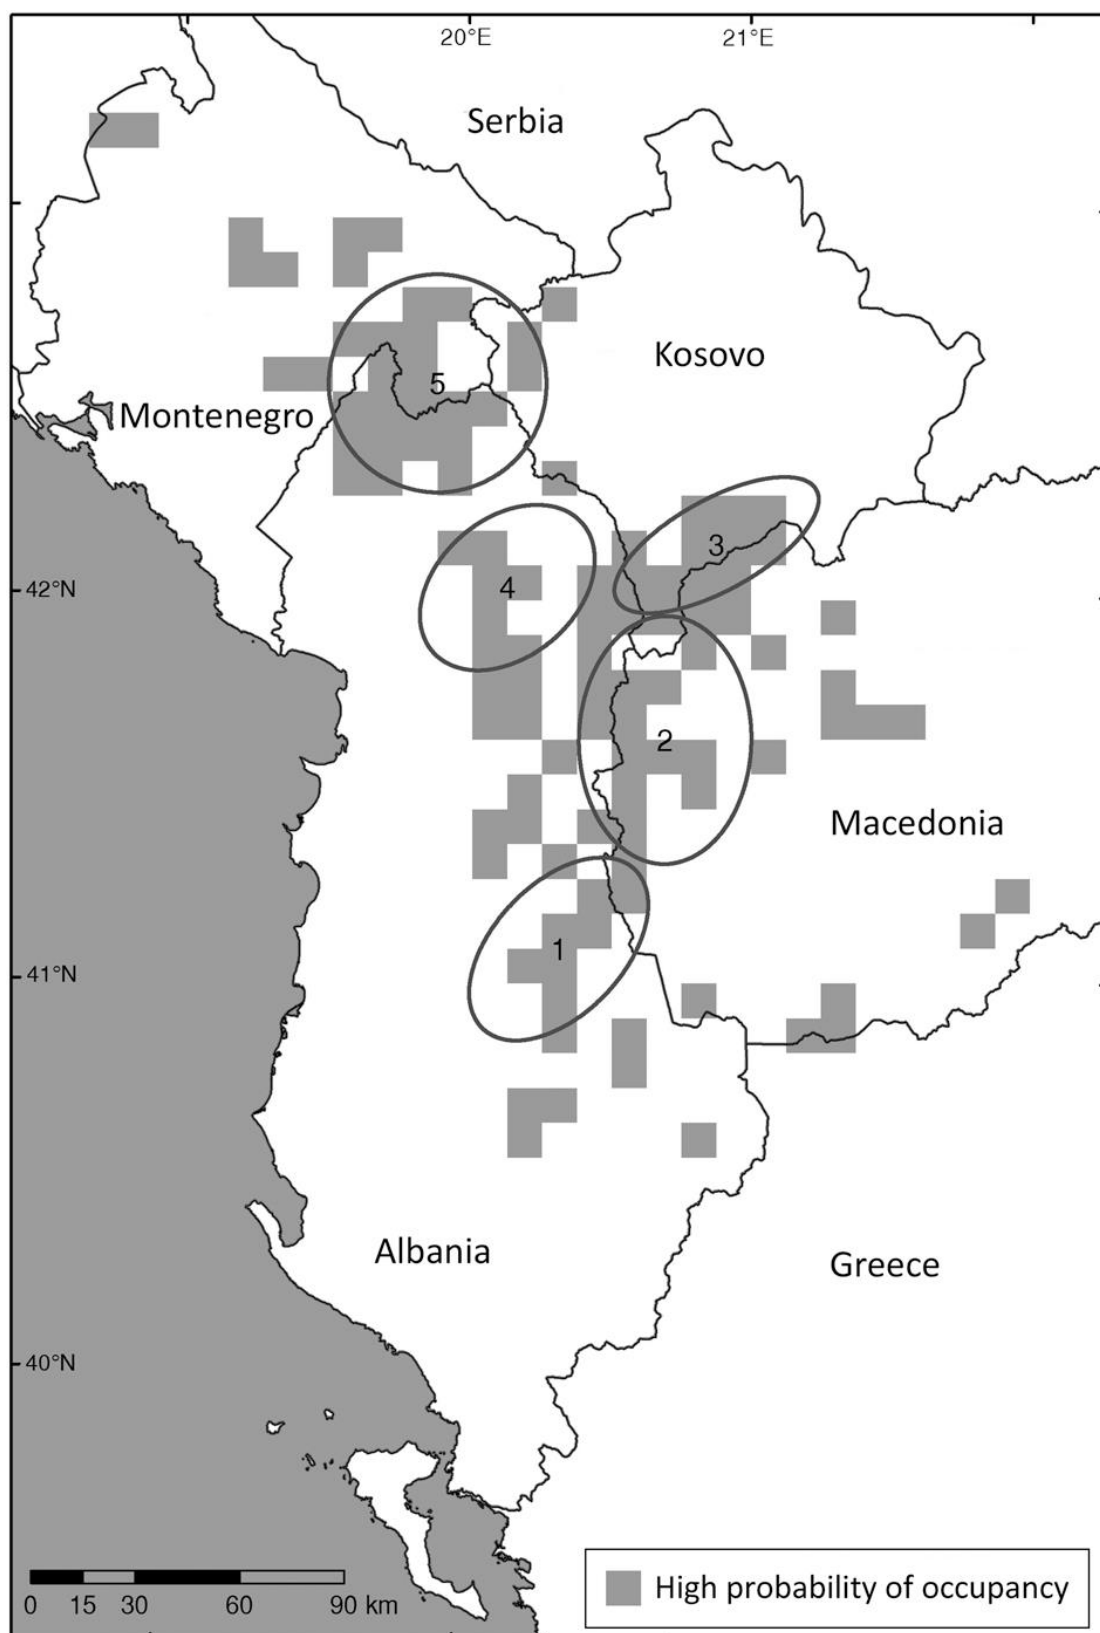 20°E
21°E
Serbia
Kosovo
5
Montenegro
3
42°N
4
2
Macedonia
1
41°N
Albania
Greece
40°N
High probability of occupancy
0 15 30 60 90 km